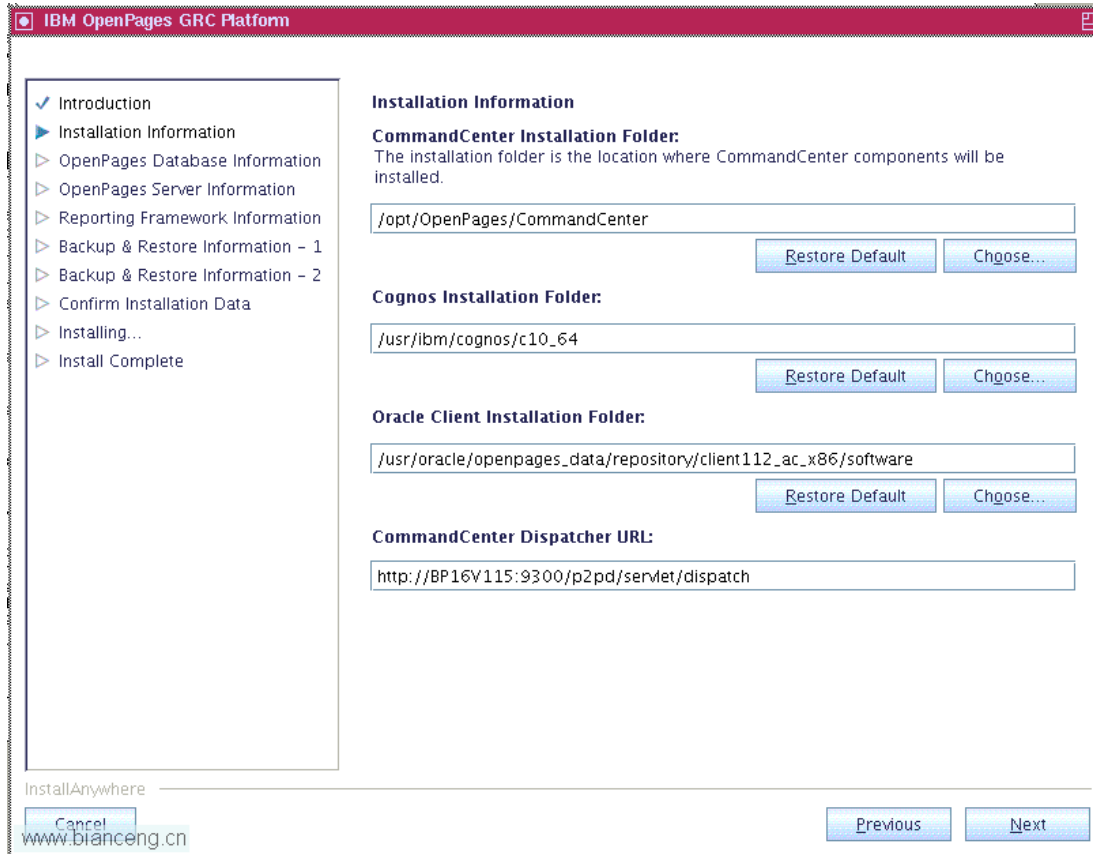 IBM OpenPages GRC Platform
Introduction
Installation Information
OpenPages Database Information
OpenPages Server Information
Reporting Framework Information
Backup & Restore Information - 1
Backup & Restore Information - 2
Confirm Installation Data
Installing...
Install Complete
Installation Information
CommandCenter Installation Folder:
The installation folder is the location where CommandCenter components will be
installed.
/opt/OpenPages/CommandCenter
Restore Default
Choose...
Cognos Installation Folder:
/usr/ibm/cognos/c10_64
Restore Default
Choose...
Oracle Client Installation Folder:
/usr/oracle/openpages_data/repository/client112_ac_x86/software
Restore Default
Choose...
CommandCenter Dispatcher URL:
http://BP16V115:9300/p2pd/servlet/dispatch
InstallAnywhere
Cancel
Previous
Next
www.bianceng.cn